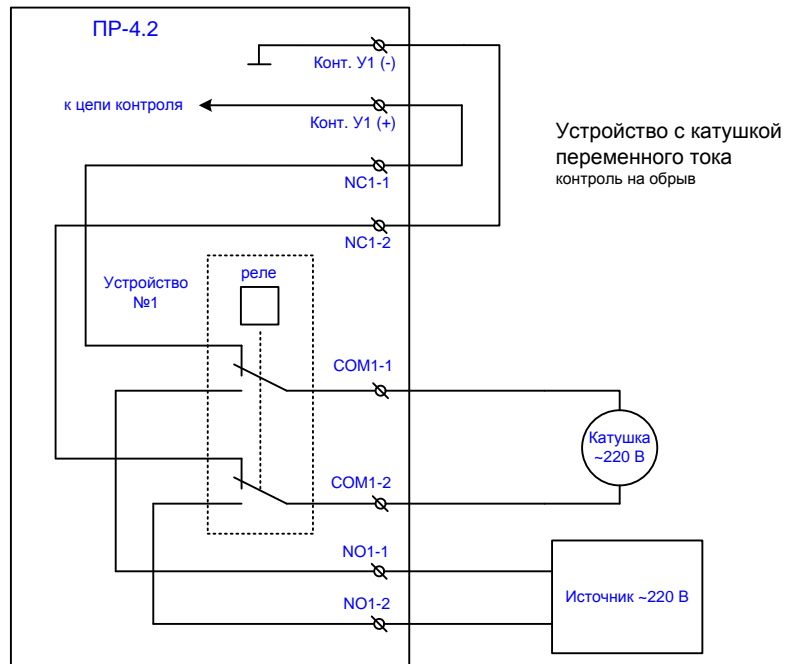 ПР-4.2
Конт. У1 (-)
к цепи контроля
Конт. У1 (+)
Устройство с катушкой
переменного тока
контроль на обрыв
NC1-1
NC1-2
Устройство
№1
реле
COM1-1
Катушка
~220 В
COM1-2
NO1-1
Источник ~220 В
NO1-2